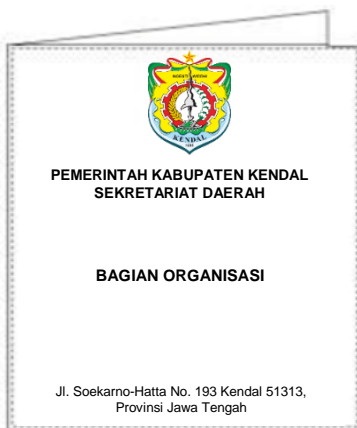 KENDAL
PEMERINTAH KABUPATEN KENDAL
SEKRETARIAT DAERAH
BAGIAN ORGANISASI
Jl. Soekarno-Hatta No. 193 Kendal 51313,
Provinsi Jawa Tengah